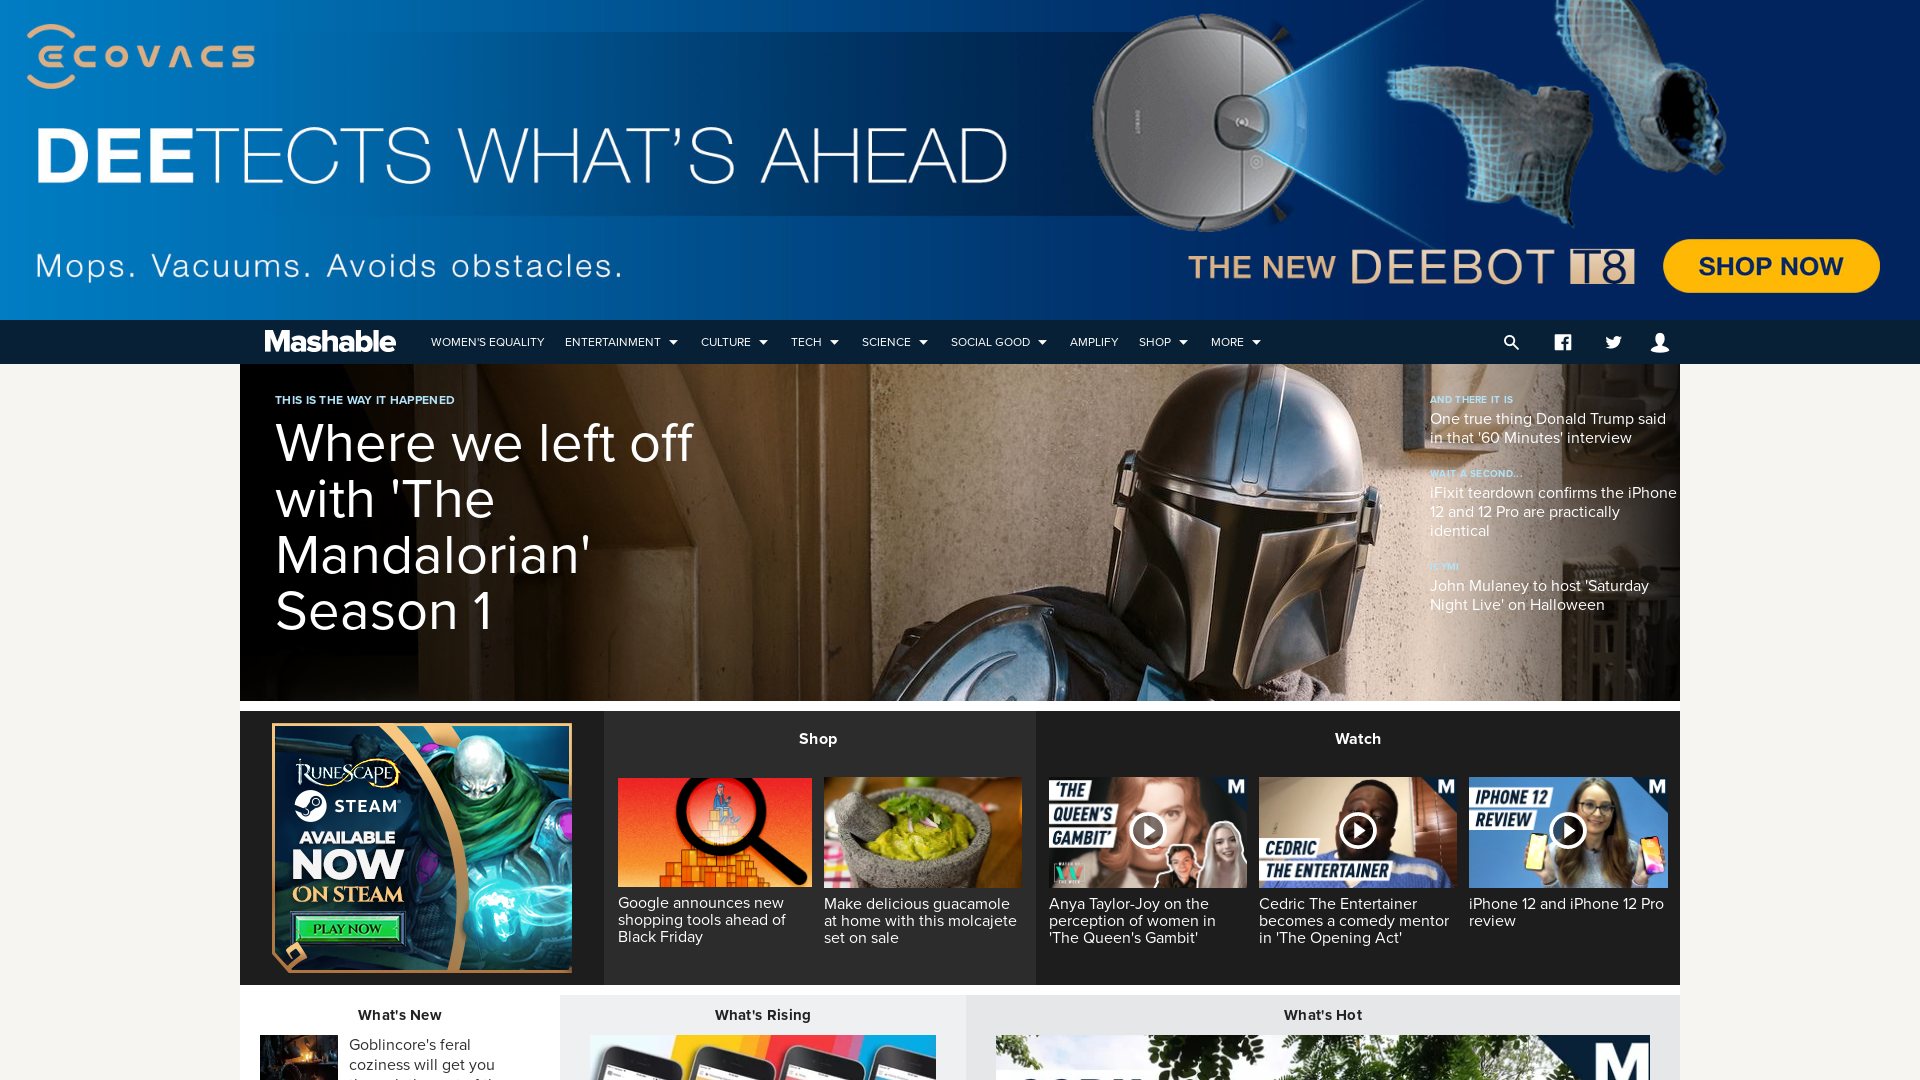 ECOVACS
DEETECTS WHAT'S AHEAD
Mops. Vacuums. Avoids obstacles.
THE NEW DEEBOT T8
SHOP NOW
Mashable
WOMEN'S EQUALITY
ENTERTAINMENT
CULTURE
TECH
SCIENCE
SOCIAL GOOD
AMPLIFY
SHOP
MORE
THIS IS THE WAY IT HAPPENED
Where we left off
with 'The
Mandalorian'
Season 1
AND THERE IT IS
One true thing Donald Trump said
in that '60 Minutes' interview
WAIT A SECOND...
iFixit teardown confirms the iPhone
12 and 12 Pro are practically
identical
ICYMI
John Mulaney to host 'Saturday
Night Live' on Halloween
RUNESCAPE
STEAM
AVAILABLE
NOW
ON STEAM
PLAY NOW
Shop
Google announces new
shopping tools ahead of
Black Friday
Make delicious guacamole
at home with this molcajete
set on sale
Watch
'THE
QUEEN'S
GAMBIT'
M
Anya Taylor-Joy on the
perception of women in
'The Queen's Gambit'
CEDRIC
THE ENTERTAINER
M
Cedric The Entertainer
becomes a comedy mentor
in 'The Opening Act'
IPHONE 12
REVIEW
M
iPhone 12 and iPhone 12 Pro
review
What's New
Goblincore's feral
coziness will get you
What's Rising
What's Hot
M